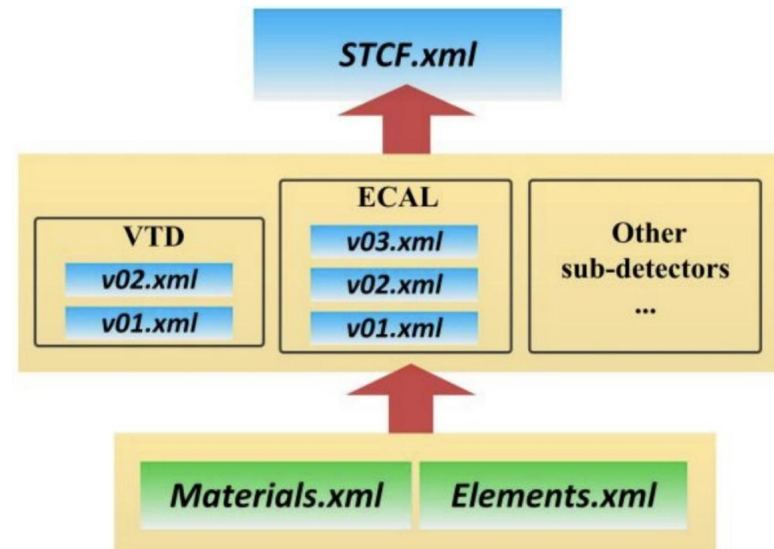 STCF.xml
VTD
v02.xml
v01.xml
ECAL
v03.xml
v02.xml
v01.xml
Other
sub-detectors
...
Materials.xml
Elements.xml